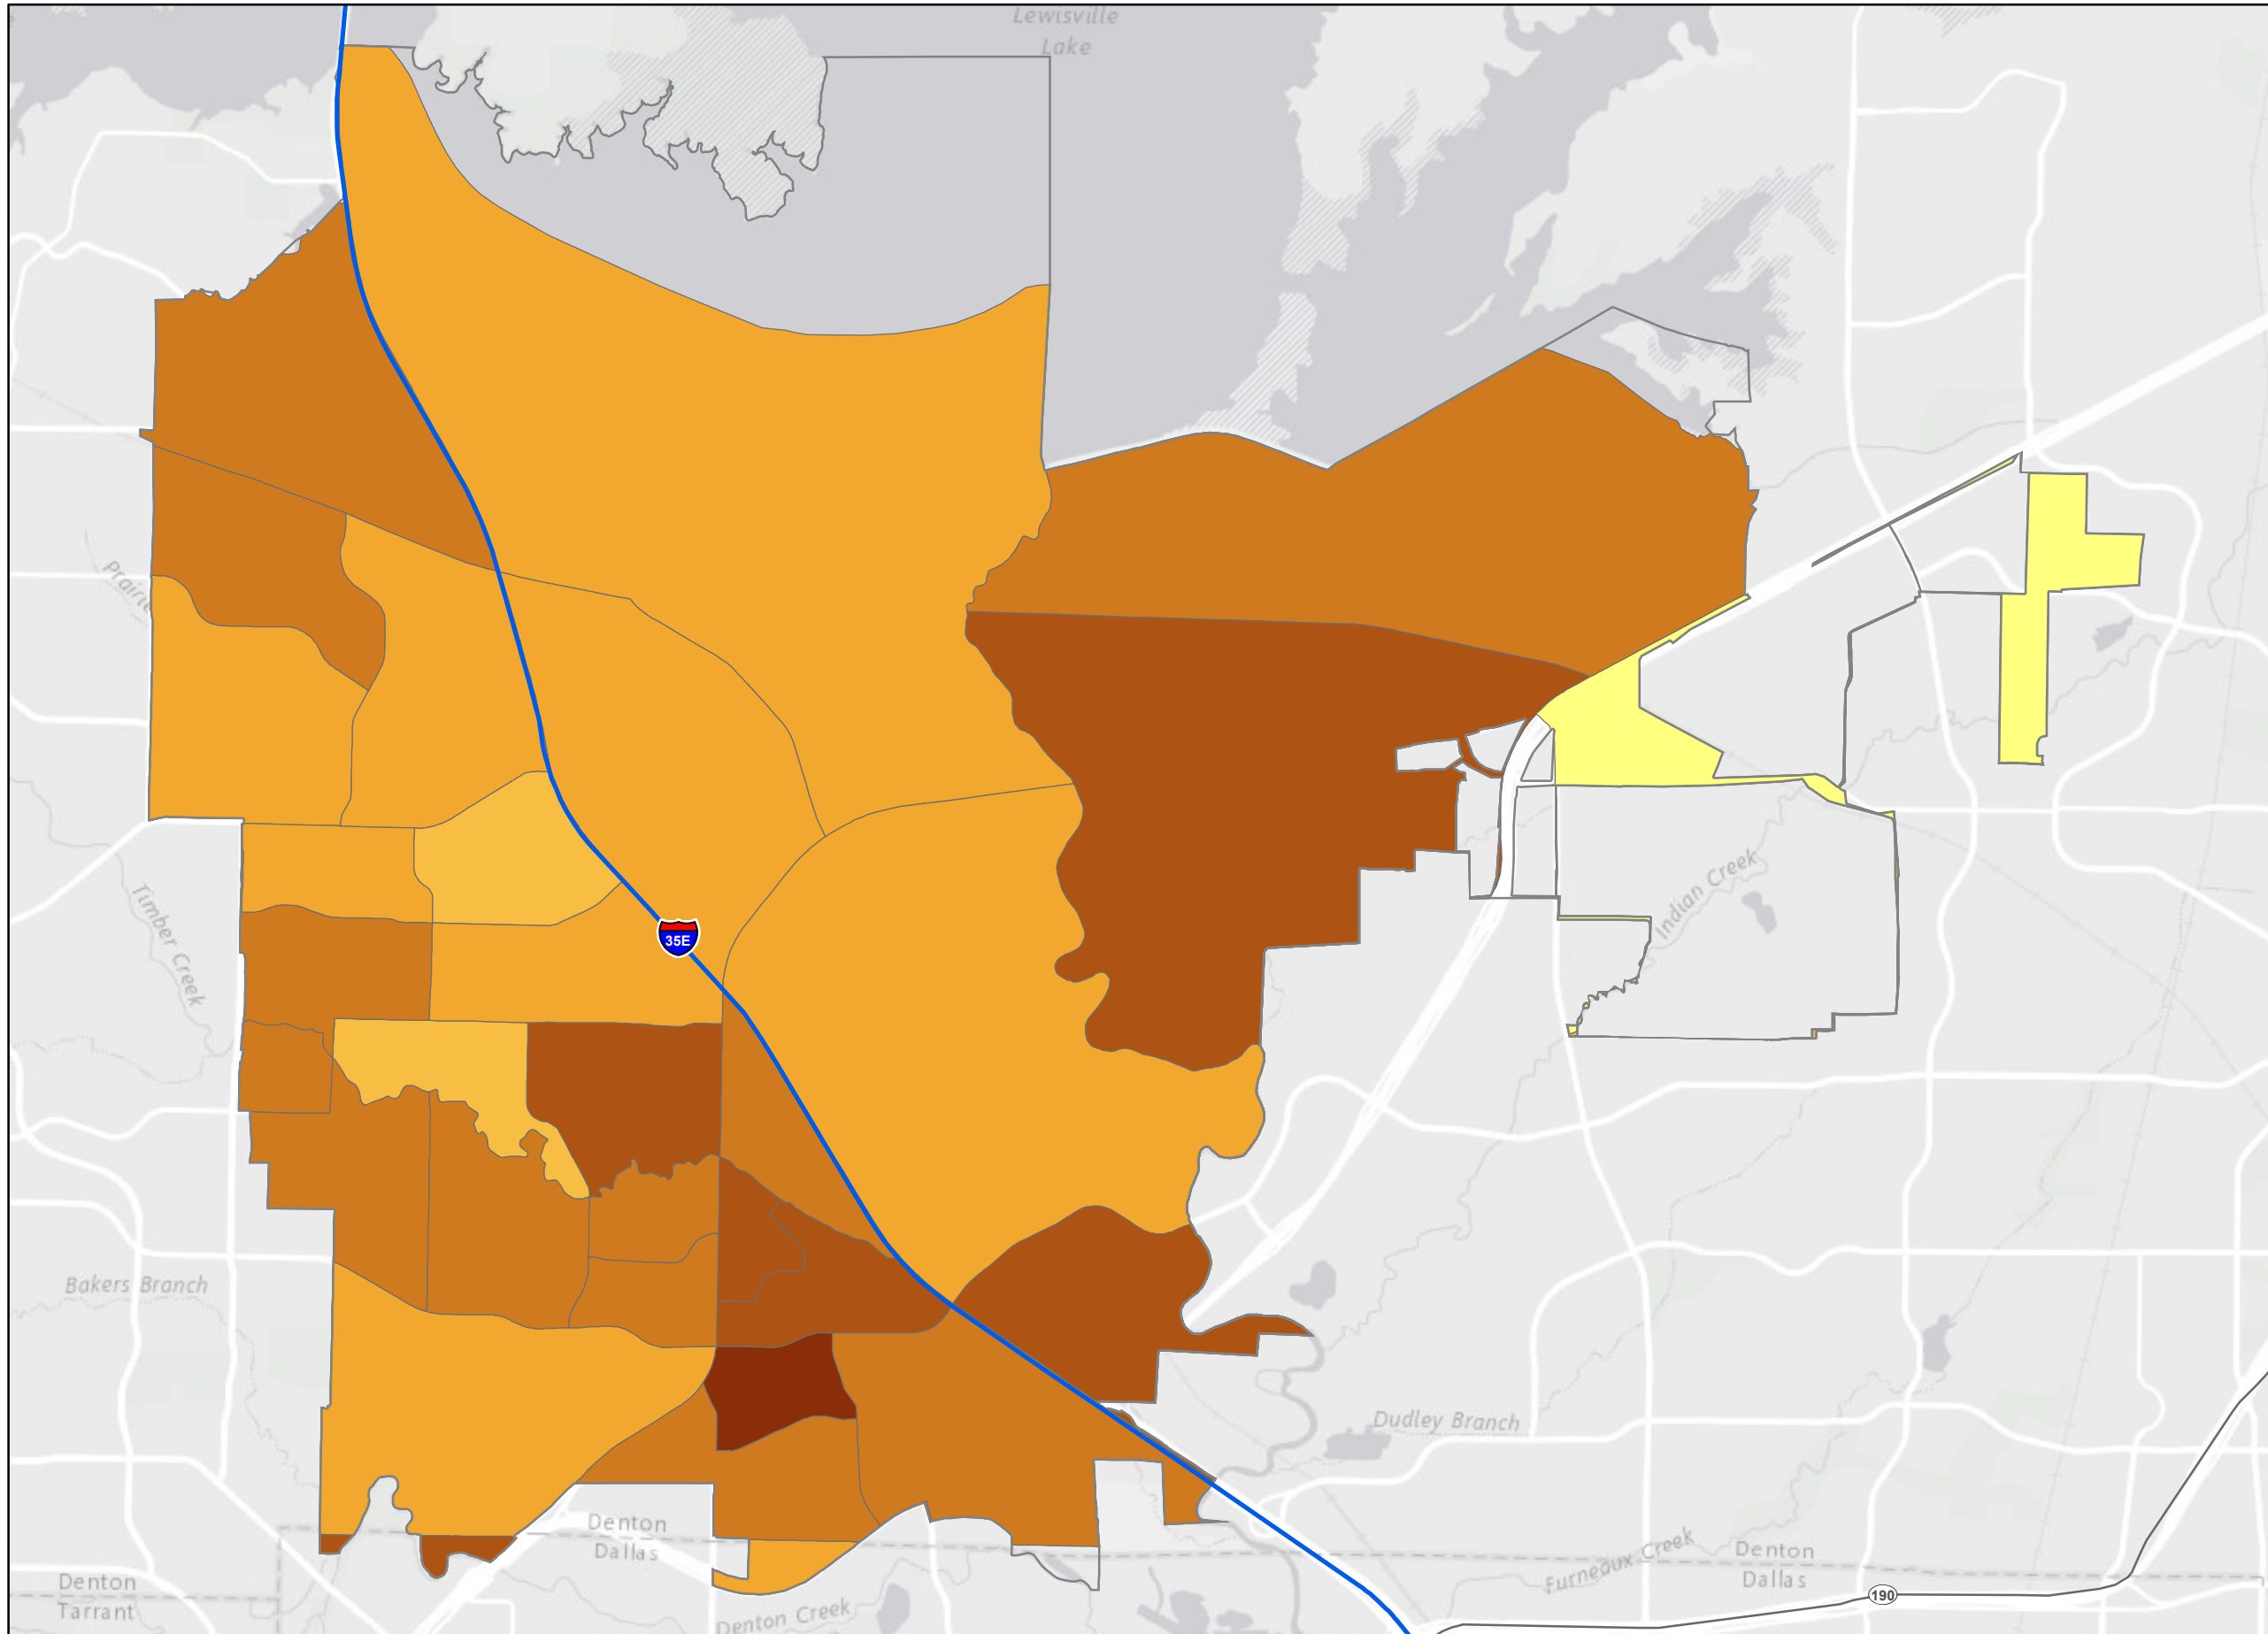 Lewisville
Lake
Prairie
Timber Creek
35E
Indian Creek
Bakers Branch
Dudley Branch
Denton
Dallas
Denton
Dallas
Furneaux Creek
Denton
Tarrant
Denton Creek
190